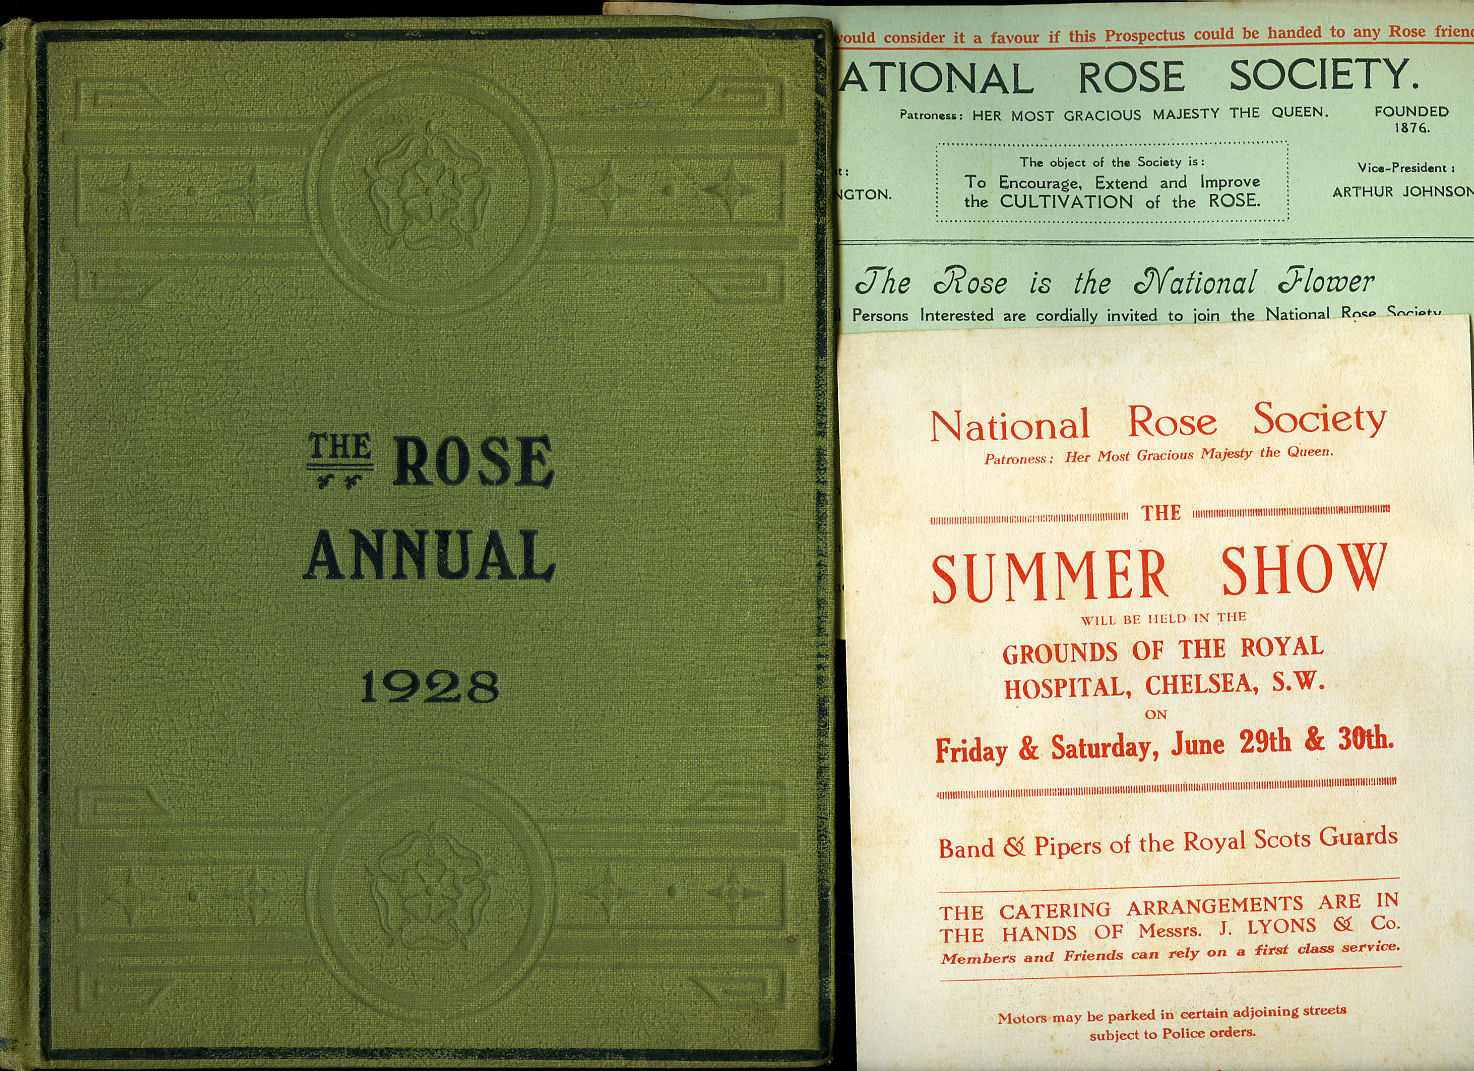 THE ROSE
ANNUAL
1928
would consider it a favour if this Prospectus could be handed to any Rose friend
NATIONAL ROSE SOCIETY.
Patroness: HER MOST GRACIOUS MAJESTY THE QUEEN.
FOUNDED
1876.
The object of the Society is:
To Encourage, Extend and Improve
the CULTIVATION of the ROSE.
NGTON.
Vice-President:
ARTHUR JOHNSON
The Rose is the National Flower
Persons Interested are cordially invited to join the National Rose Society
National Rose Society
Patroness: Her Most Gracious Majesty the Queen.
THE
SUMMER SHOW
WILL BE HELD IN THE
GROUNDS OF THE ROYAL
HOSPITAL, CHELSEA, S.W.
ON
Friday & Saturday, June 29th & 30th.
Band & Pipers of the Royal Scots Guards
THE CATERING ARRANGEMENTS ARE IN
THE HANDS OF Messrs. J. LYONS & Co.
Members and Friends can rely on a first class service.
Motors may be parked in certain adjoining streets
subject to Police orders.